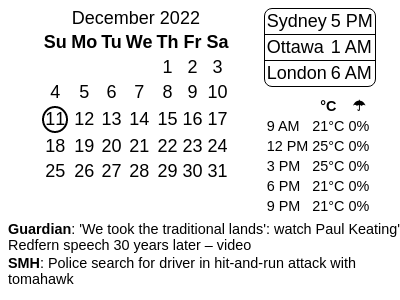 December 2022
Su Mo Tu We Th Fr Sa
1 2 3
4 5 6 7 8 9 10
11 12 13 14 15 16 17
18 19 20 21 22 23 24
25 26 27 28 29 30 31
Sydney 5 PM
Ottawa 1 AM
London 6 AM
°C ☂
9 AM 21°C 0%
12 PM 25°C 0%
3 PM 25°C 0%
6 PM 21°C 0%
9 PM 21°C 0%
Guardian: 'We took the traditional lands': watch Paul Keating'
Redfern speech 30 years later – video
SMH: Police search for driver in hit-and-run attack with
tomahawk